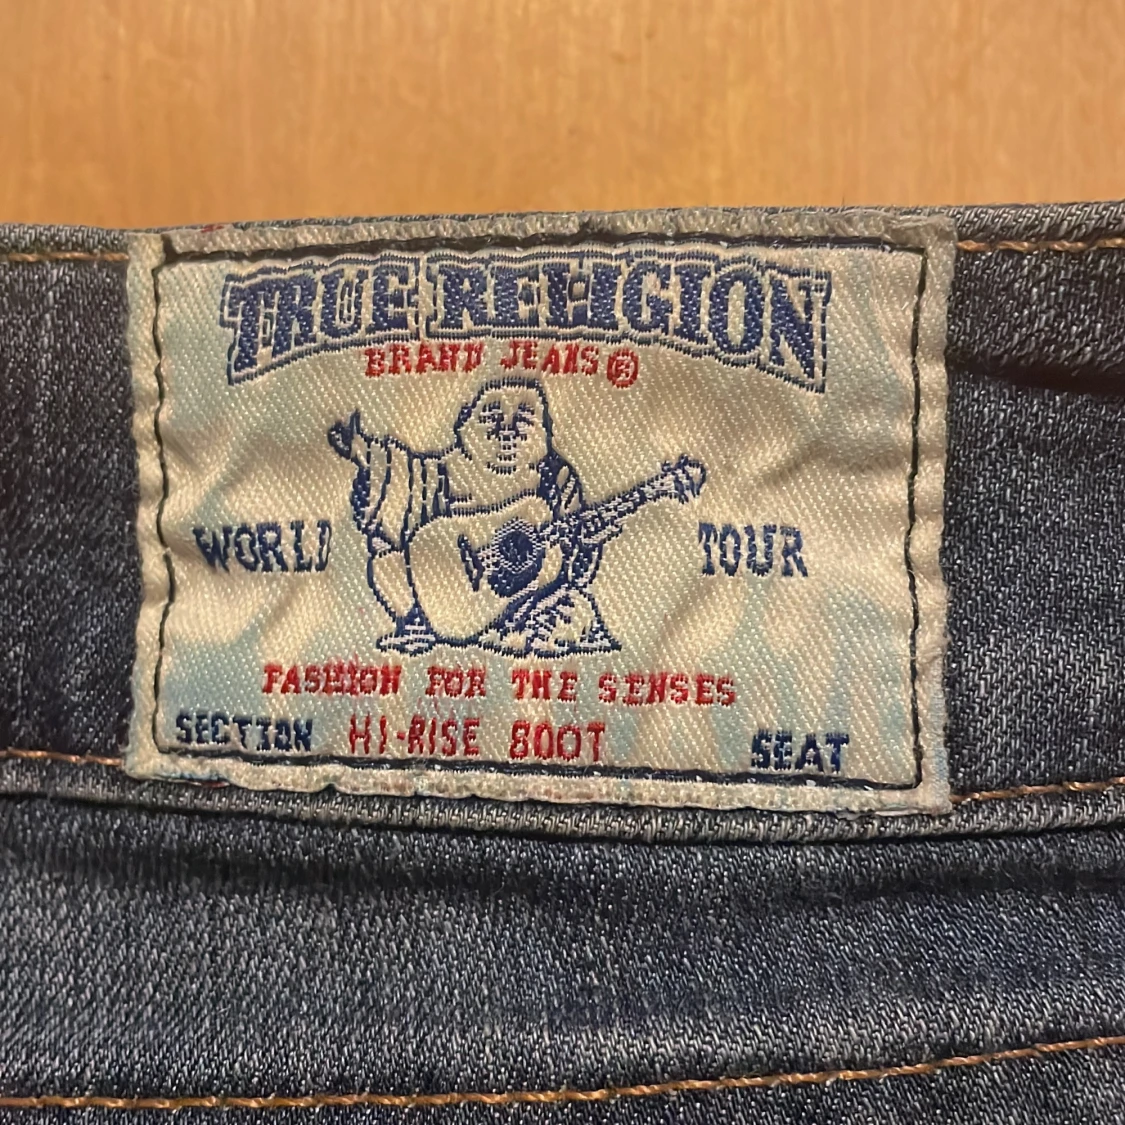 TRUE RELIGION
BRAND JEANS®
WORLD TOUR
FASHION FOR THE SENSES
SECTION HI-RISE BOOT SEAT